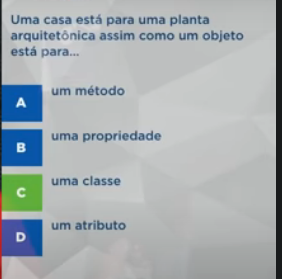 Uma casa está para uma planta
arquitetônica assim como um objeto
está para...
A um método
B uma propriedade
C uma classe
D um atributo